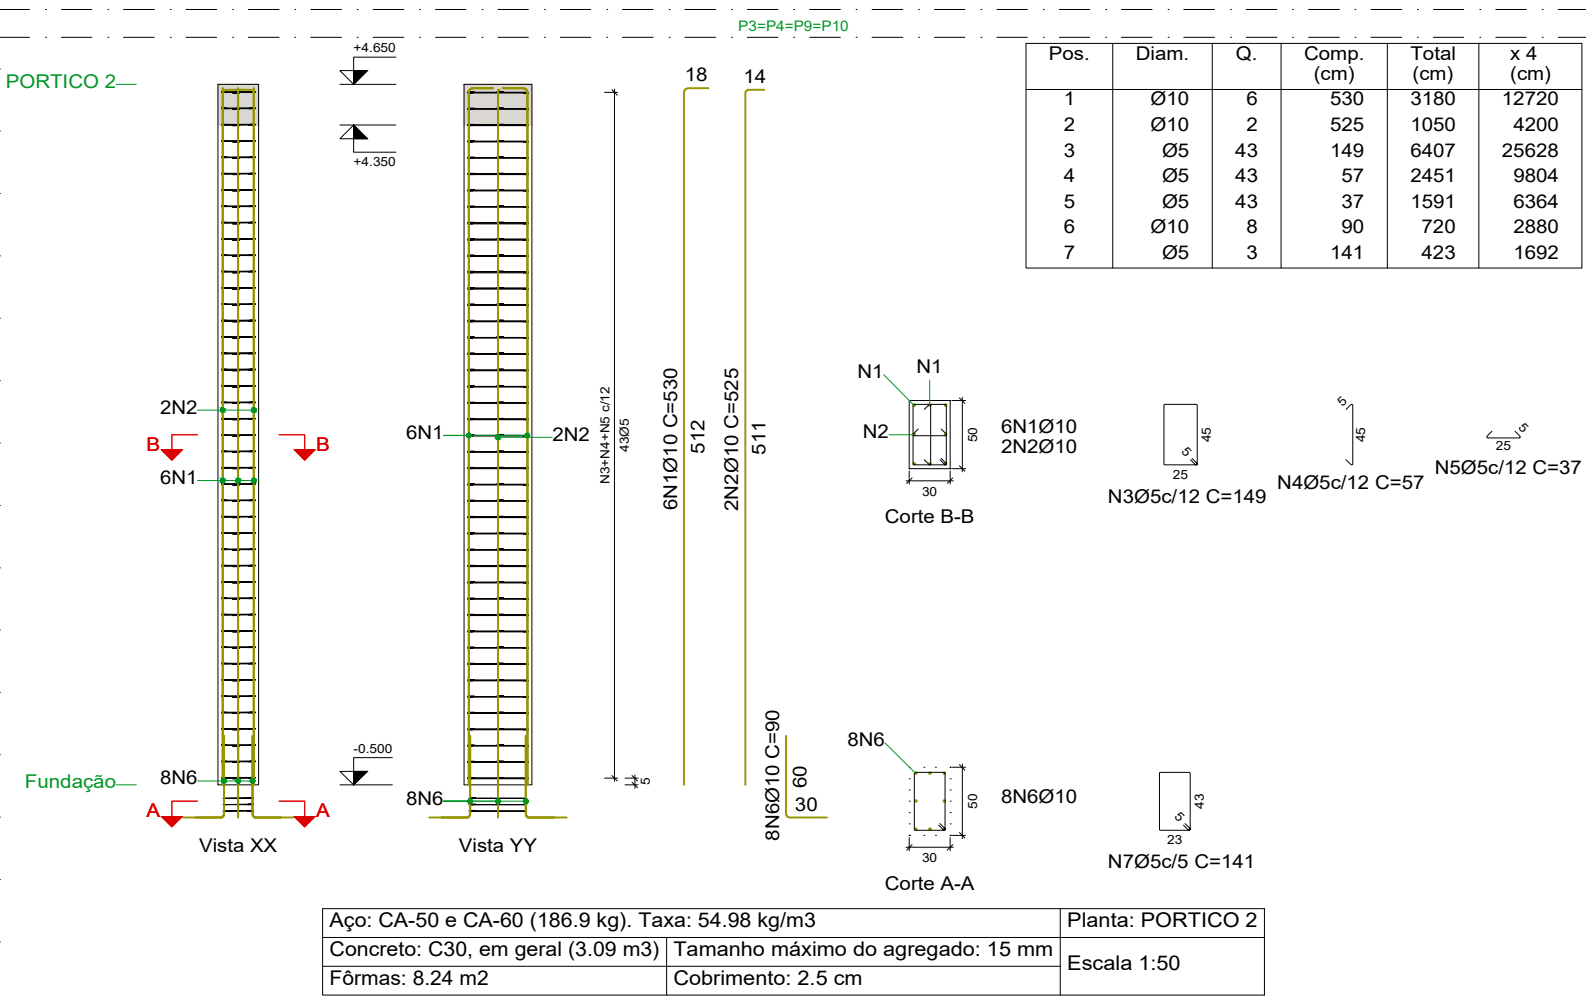 P3=P4=P9=P10
PORTICO 2
+4.650
+4.350
18
14
Pos. Diam. Q. Comp. (cm) Total (cm) x 4 (cm)
1 Ø10 6 530 3180 12720
2 Ø10 2 525 1050 4200
3 Ø5 43 149 6407 25628
4 Ø5 43 57 2451 9804
5 Ø5 43 37 1591 6364
6 Ø10 8 90 720 2880
7 Ø5 3 141 423 1692
2N2
B
B
6N1
6N1
2N2
N3+N4+N5 c/12
43Ø5
6N1Ø10 C=530
512
2N2Ø10 C=525
511
N1
N1
N2
50
30
6N1Ø10
2N2Ø10
Corte B-B
45
5
25
N3Ø5c/12 C=149
5
45
N4Ø5c/12 C=57
5
25
N5Ø5c/12 C=37
-0.500
Fundação
8N6
5
A
A
8N6
Vista XX
Vista YY
8N6Ø10 C=90
60
30
8N6
50
30
8N6Ø10
Corte A-A
43
5
23
N7Ø5c/5 C=141
Aço: CA-50 e CA-60 (186.9 kg). Taxa: 54.98 kg/m3
Planta: PORTICO 2
Concreto: C30, em geral (3.09 m3)
Tamanho máximo do agregado: 15 mm
Escala 1:50
Fôrmas: 8.24 m2
Cobrimento: 2.5 cm